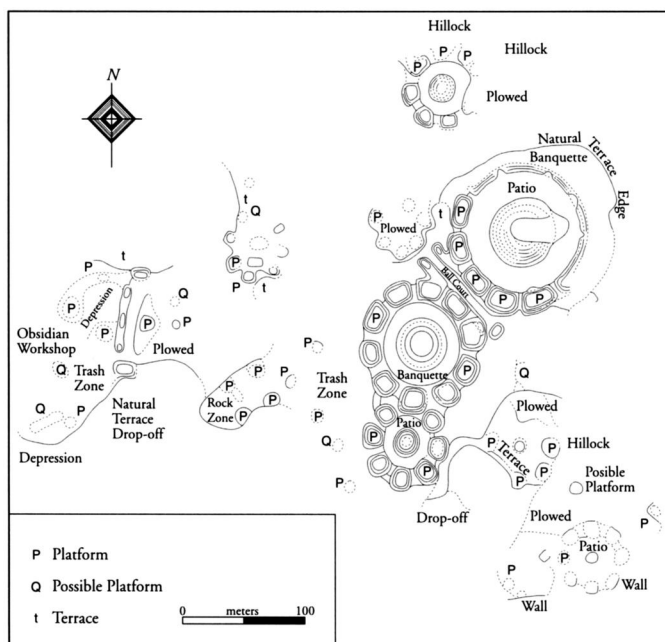 Hillock
Hillock
P P P
Plowed
N
Natural Terrace Edge
Banquette
Patio
t
Q
P
Plowed
t
P
P
P
P
P
Ball Court
P
P
t
P
t
P
Depression
Q
P
P
P
P
Obsidian
Workshop
Plowed
P
P
P
Q
Trash
Zone
P
P
P
Trash
Zone
Banquette
Q
Plowed
Q
P
Natural
Terrace
Drop-off
Rock
Zone
P
P
P
Patio
P
P
Terrace
P
Hillock
Depression
Q
P
P
P
P
Posible
Platform
Drop-off
Plowed
P
Patio
P
P
Wall
Wall
P Platform
Q Possible Platform
t Terrace
0 meters 100